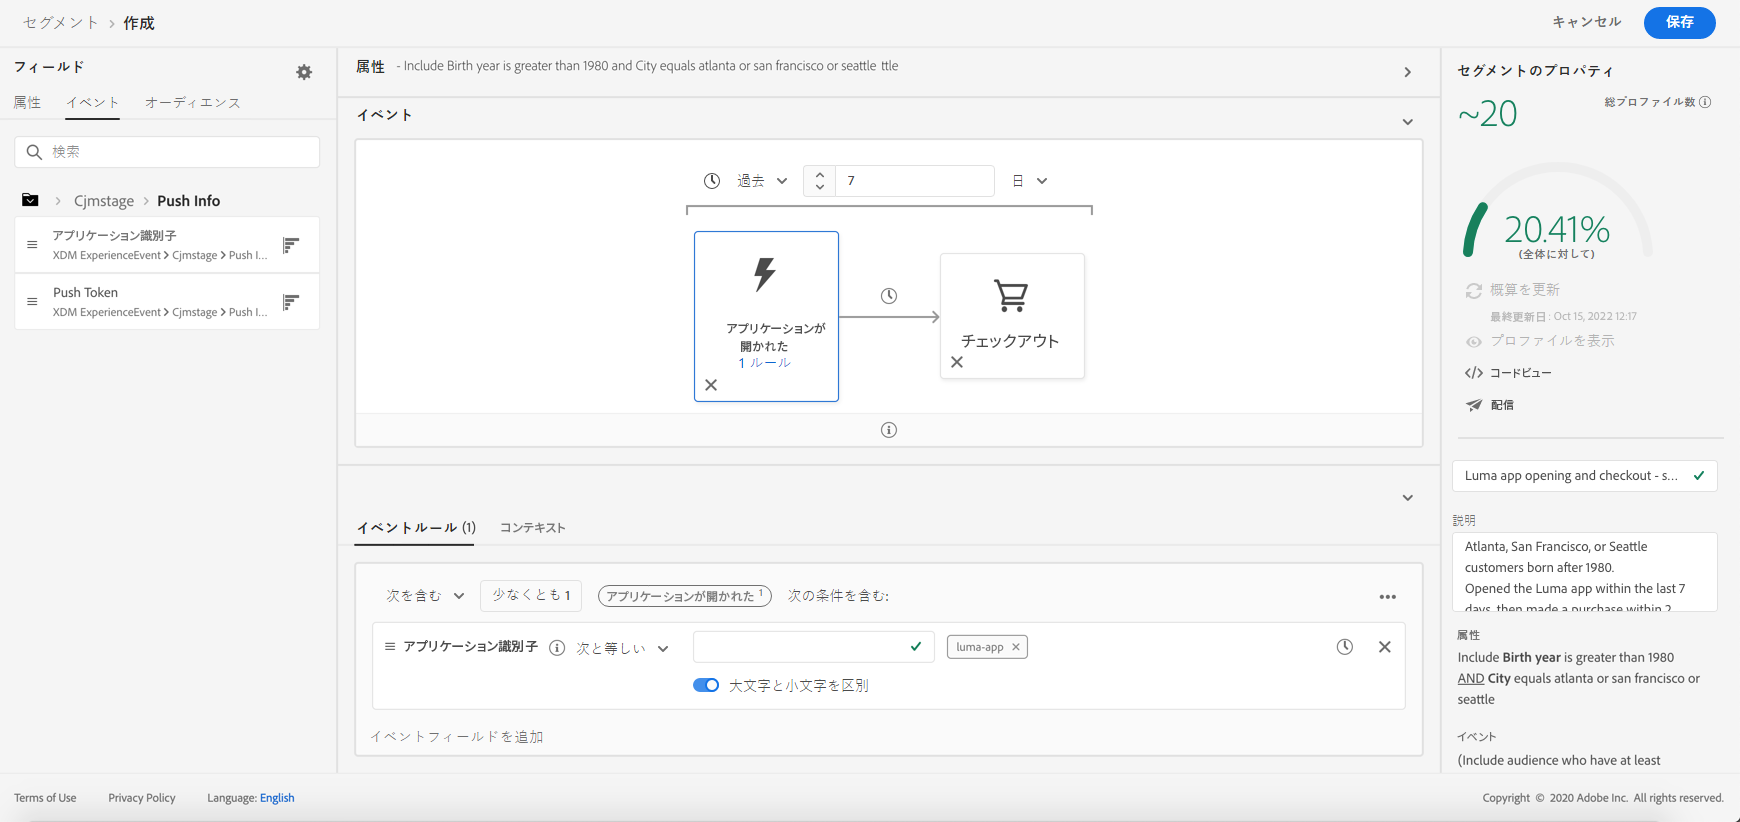 セグメント > 作成
キャンセル
保存
フィールド
属性
イベント
オーディエンス
検索
> Cjmstage > Push Info
アプリケーション識別子
XDM ExperienceEvent > Cjmstage > Push I...
Push Token
XDM ExperienceEvent > Cjmstage > Push I...
属性 - Include Birth year is greater than 1980 and City equals atlanta or san francisco or seattle ttle
イベント
過去
7
日
アプリケーションが
開かれた
1 ルール
チェックアウト
イベントルール (1)
コンテキスト
次を含む
少なくとも 1
アプリケーションが開かれた 1
次の条件を含む:
アプリケーション識別子
次と等しい
luma-app
大文字と小文字を区別
イベントフィールドを追加
セグメントのプロパティ
~20
総プロファイル数
20.41%
(全体に対して)
概算を更新
最終更新日 : Oct 15, 2022 12:17
プロファイルを表示
コードビュー
配信
Luma app opening and checkout - s...
説明
Atlanta, San Francisco, or Seattle
customers born after 1980.
Opened the Luma app within the last 7
days, then made a purchase within 2
属性
Include Birth year is greater than 1980
AND City equals atlanta or san francisco or
seattle
イベント
(Include audience who have at least
Terms of Use
Privacy Policy
Language: English
Copyright © 2020 Adobe Inc. All rights reserved.